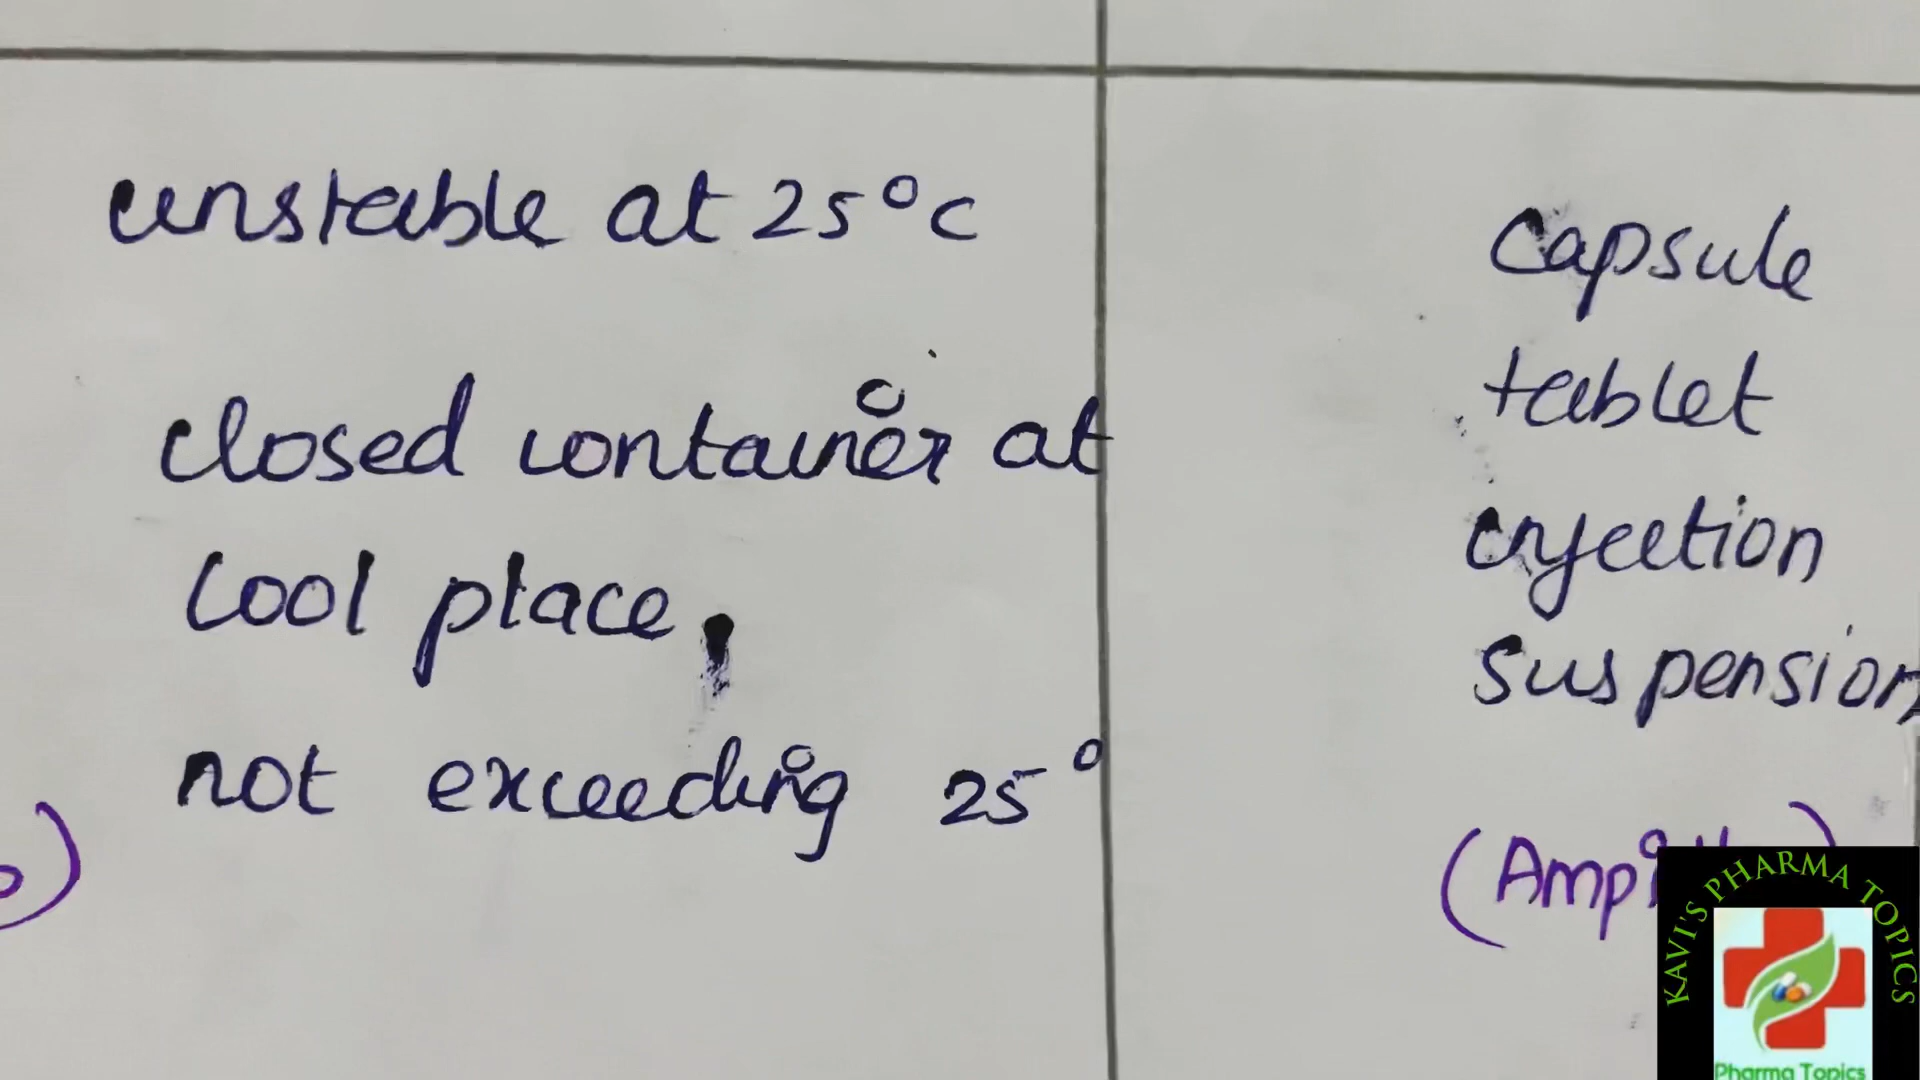 unstable at 25°C
closed container at
cool place,
not exceeding 25°
capsule
tablet
injection
suspension
KAVI'S PHARMA TOPICS
Pharma Topics